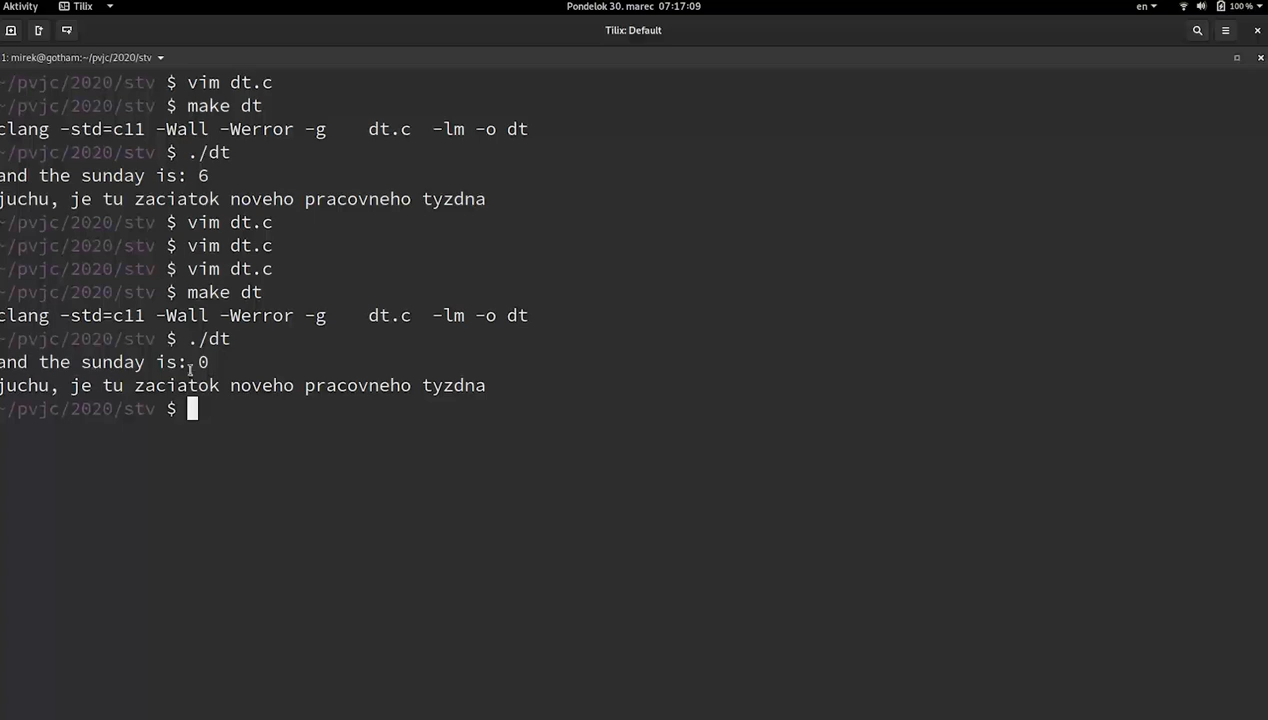 Aktivity Tilix Pondelok 30. marec 07:17:09 en 100 %
Tilix: Default
1: mirek@gotham:~/pvjc/2020/stv
~/pvjc/2020/stv $ vim dt.c
~/pvjc/2020/stv $ make dt
clang -std=c11 -Wall -Werror -g dt.c -lm -o dt
~/pvjc/2020/stv $ ./dt
and the sunday is: 6
juchu, je tu zaciatok noveho pracovneho tyzdna
~/pvjc/2020/stv $ vim dt.c
~/pvjc/2020/stv $ vim dt.c
~/pvjc/2020/stv $ vim dt.c
~/pvjc/2020/stv $ make dt
clang -std=c11 -Wall -Werror -g dt.c -lm -o dt
~/pvjc/2020/stv $ ./dt
and the sunday is: 0
juchu, je tu zaciatok noveho pracovneho tyzdna
~/pvjc/2020/stv $